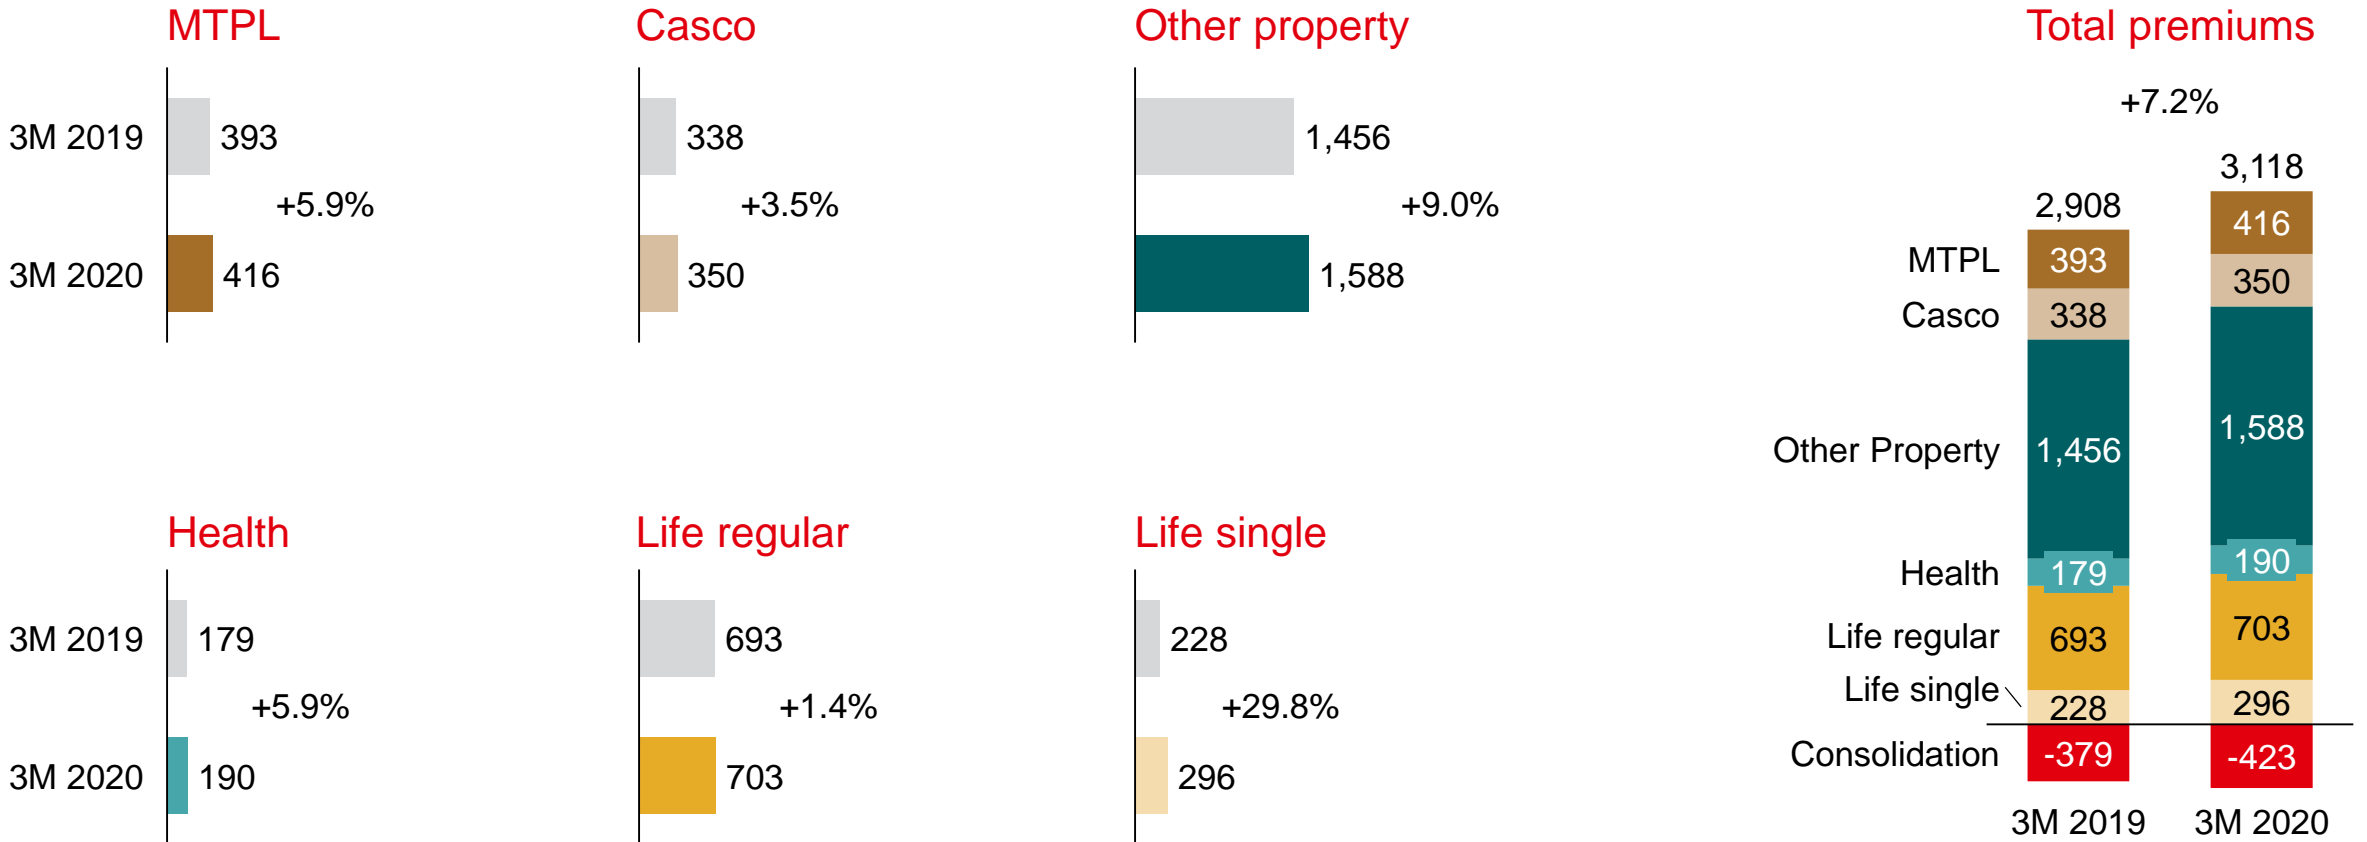 MTPL
3M 2019
393
+5.9%
3M 2020
416
Casco
338
+3.5%
350
Other property
1,456
+9.0%
1,588
Health
3M 2019
179
+5.9%
3M 2020
190
Life regular
693
+1.4%
703
Life single
228
+29.8%
296
Total premiums
+7.2%
2,908
3,118
MTPL
393
416
Casco
338
350
Other Property
1,456
1,588
Health
179
190
Life regular
693
703
Life single
228
296
Consolidation
-379
-423
3M 2019
3M 2020